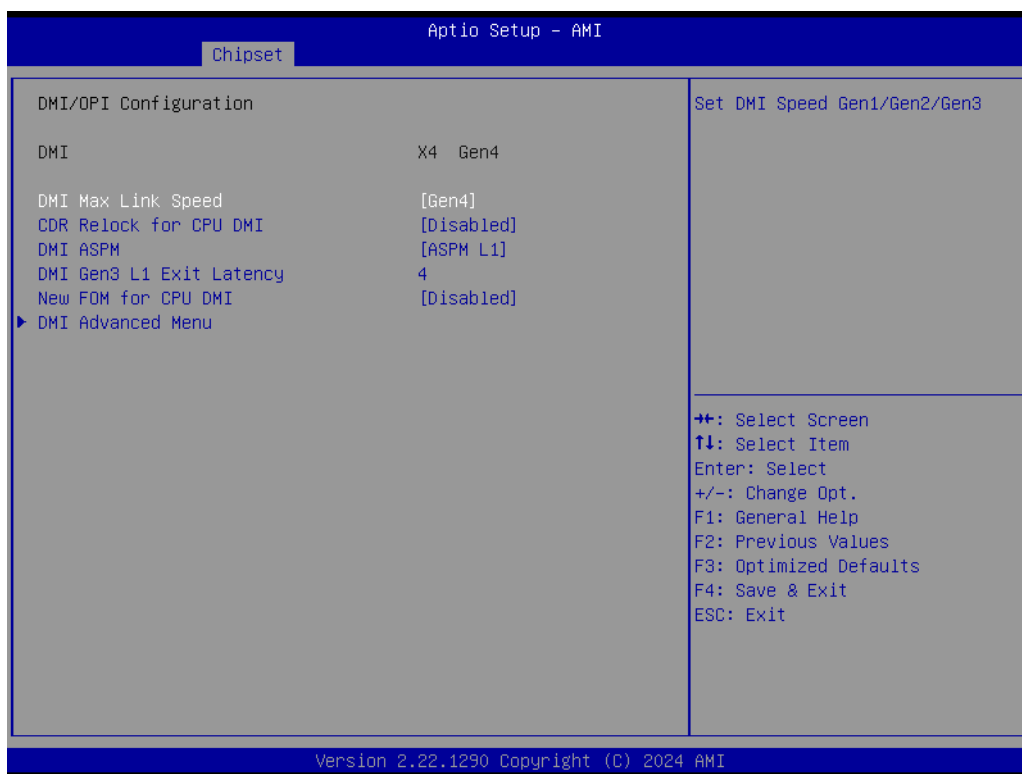 Aptio Setup – AMI
Chipset
DMI/OPI Configuration
DMI X4 Gen4
DMI Max Link Speed [Gen4]
CDR Relock for CPU DMI [Disabled]
DMI ASPM [ASPM L1]
DMI Gen3 L1 Exit Latency 4
New FOM for CPU DMI [Disabled]
▶ DMI Advanced Menu
Set DMI Speed Gen1/Gen2/Gen3
→←: Select Screen
↑↓: Select Item
Enter: Select
+/-: Change Opt.
F1: General Help
F2: Previous Values
F3: Optimized Defaults
F4: Save & Exit
ESC: Exit
Version 2.22.1290 Copyright (C) 2024 AMI